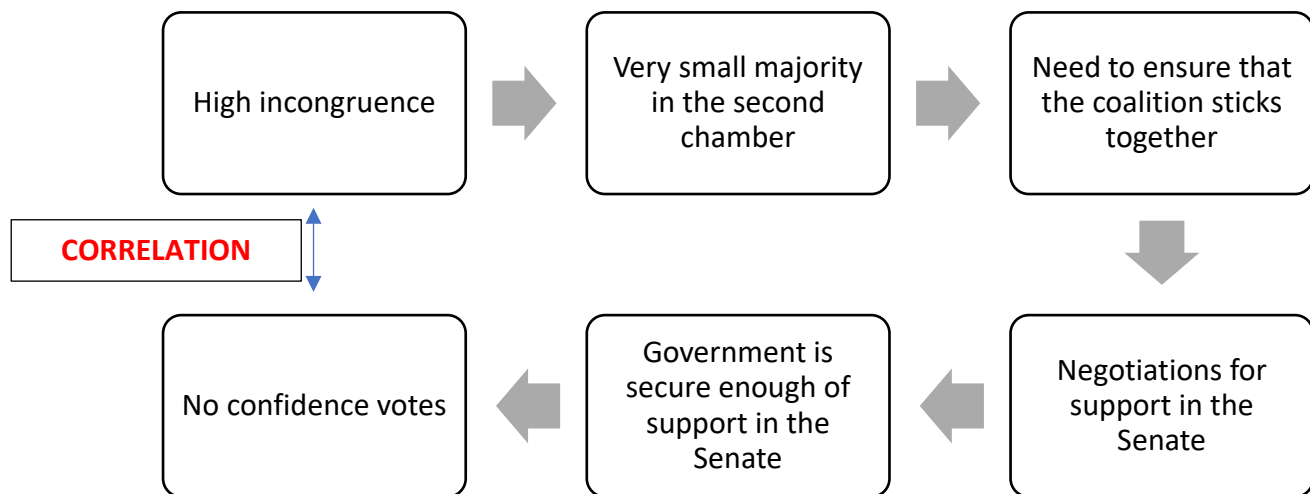 High incongruence
Very small majority
in the second
chamber
Need to ensure that
the coalition sticks
together
CORRELATION
No confidence votes
Government is
secure enough of
support in the
Senate
Negotiations for
support in the
Senate